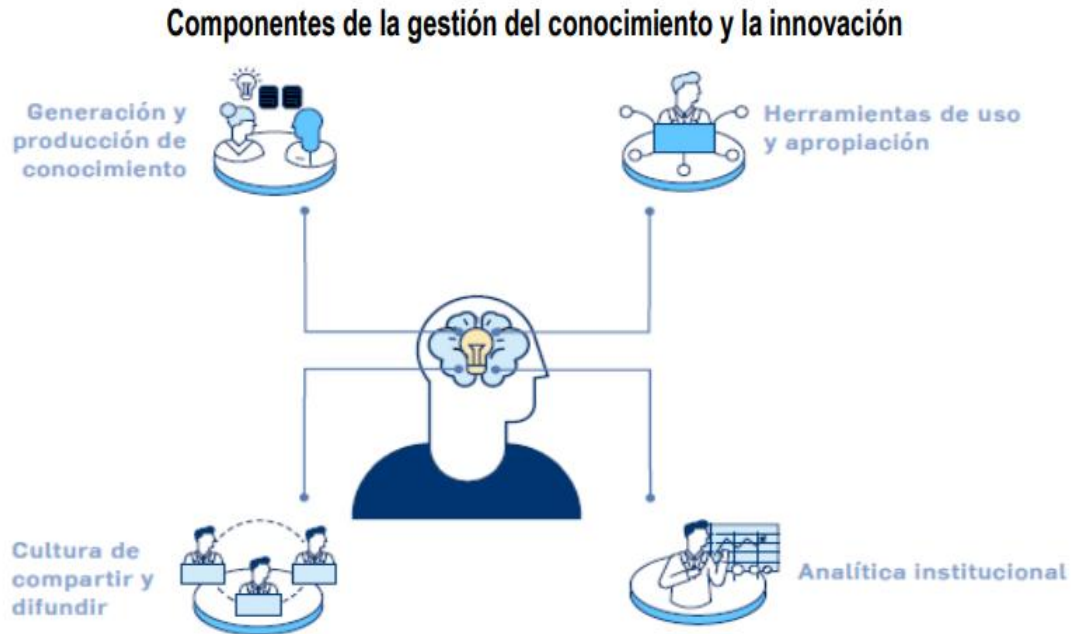 Componentes de la gestión del conocimiento y la innovación
Generación y
producción de
conocimiento
Herramientas de uso
y apropiación
Cultura de
compartir y
difundir
Analítica institucional